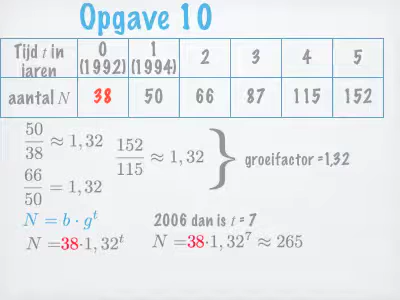 Opgave 10
Tijd t in jaren | 0 (1992) | 1 (1994) | 2 | 3 | 4 | 5
aantal N | 38 | 50 | 66 | 87 | 115 | 152
50/38 ≈ 1,32
152/115 ≈ 1,32
66/50 = 1,32
} groeifactor =1,32
N = b · g^t
2006 dan is t = 7
N =38·1,32^t
N =38·1,32^7 ≈ 265